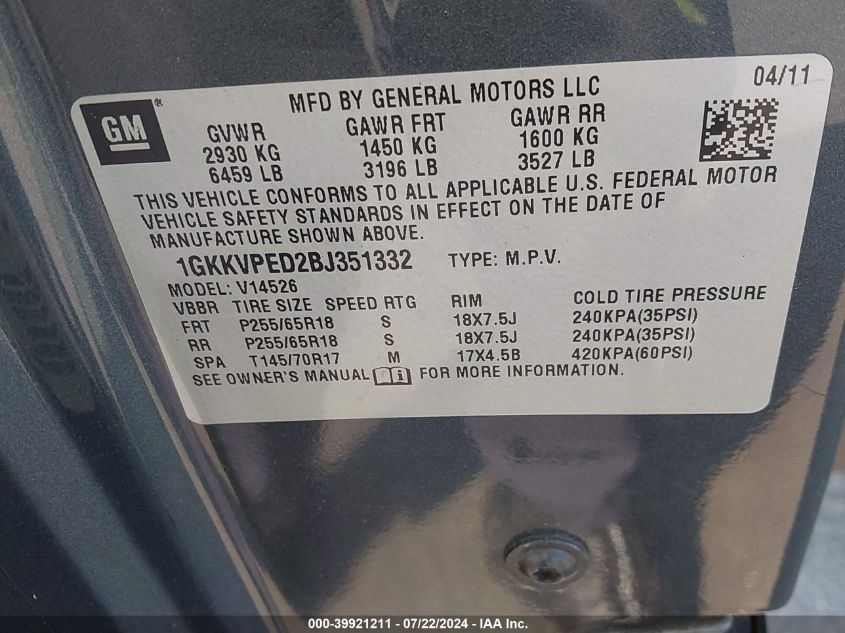 04/11
GM
MFD BY GENERAL MOTORS LLC
GVWR GAWR FRT GAWR RR
2930 KG 1450 KG 1600 KG
6459 LB 3196 LB 3527 LB
THIS VEHICLE CONFORMS TO ALL APPLICABLE U.S. FEDERAL MOTOR
VEHICLE SAFETY STANDARDS IN EFFECT ON THE DATE OF
MANUFACTURE SHOWN ABOVE.
1GKKVPED2BJ351332 TYPE: M.P.V.
MODEL: V14526
VBBR TIRE SIZE SPEED RTG RIM COLD TIRE PRESSURE
FRT P255/65R18 S 18X7.5J 240KPA(35PSI)
RR P255/65R18 S 18X7.5J 240KPA(35PSI)
SPA T145/70R17 M 17X4.5B 420KPA(60PSI)
SEE OWNER'S MANUAL FOR MORE INFORMATION.
000-39921211 - 07/22/2024 - IAA Inc.